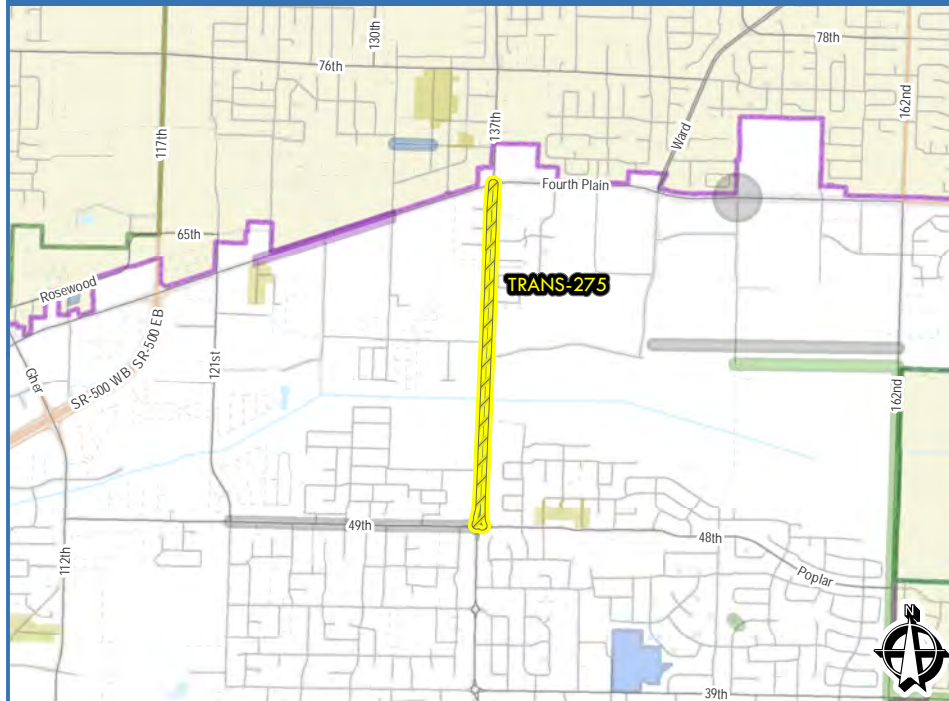 130th
78th
76th
162nd
117th
137th
Ward
Fourth Plain
65th
Rosewood
TRANS-275
SR-500 WB
SR-500 EB
Gher
121st
162nd
49th
48th
112th
Poplar
39th
N